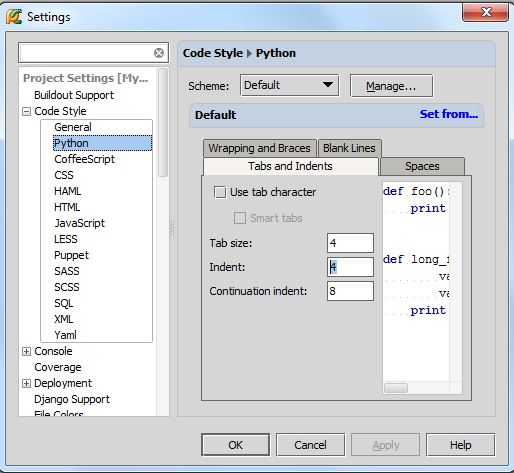 Settings
Project Settings [My...
Buildout Support
Code Style
General
Python
CoffeeScript
CSS
HAML
HTML
JavaScript
LESS
Puppet
SASS
SCSS
SQL
XML
Yaml
Console
Coverage
Deployment
Django Support
File Colors
Code Style ▸ Python
Scheme: Default Manage...
Default Set from...
Wrapping and Braces Blank Lines
Tabs and Indents Spaces
Use tab character
Smart tabs
Tab size: 4
Indent: 4
Continuation indent: 8
def foo():
print
def long_f
va
va
print
OK Cancel Apply Help